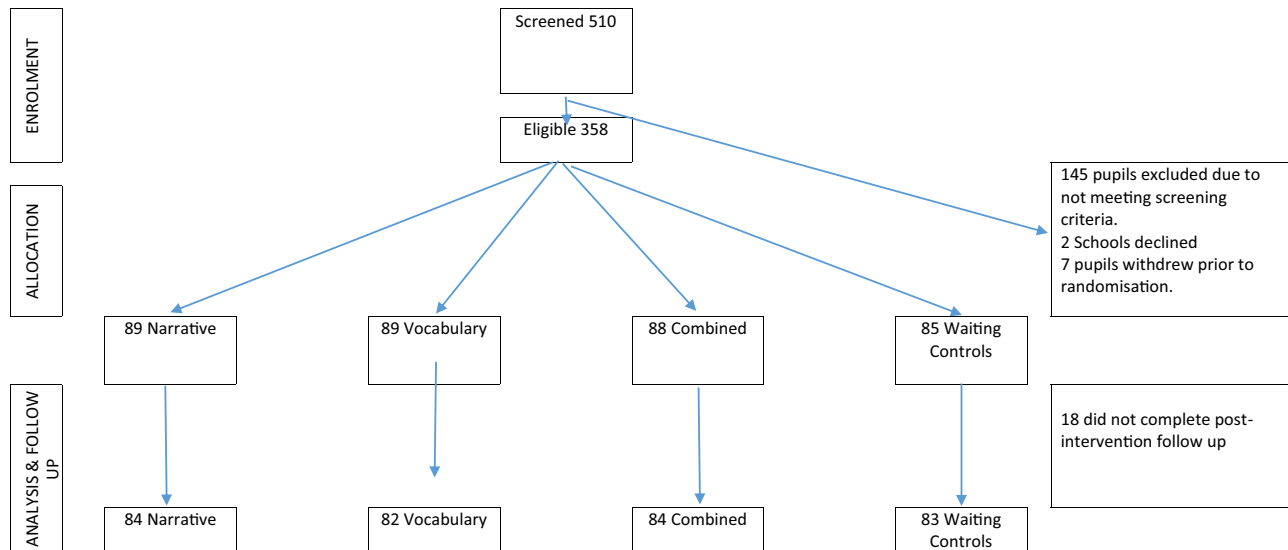 ENROLMENT
Screened 510
Eligible 358
ALLOCATION
145 pupils excluded due to
not meeting screening
criteria.
2 Schools declined
7 pupils withdrew prior to
randomisation.
89 Narrative
89 Vocabulary
88 Combined
85 Waiting
Controls
ANALYSIS & FOLLOW
UP
18 did not complete post-
intervention follow up
84 Narrative
82 Vocabulary
84 Combined
83 Waiting
Controls